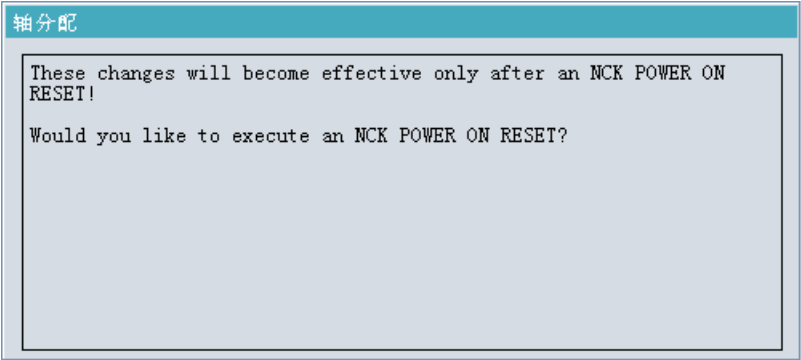 轴分配
These changes will become effective only after an NCK POWER ON
RESET!
Would you like to execute an NCK POWER ON RESET?